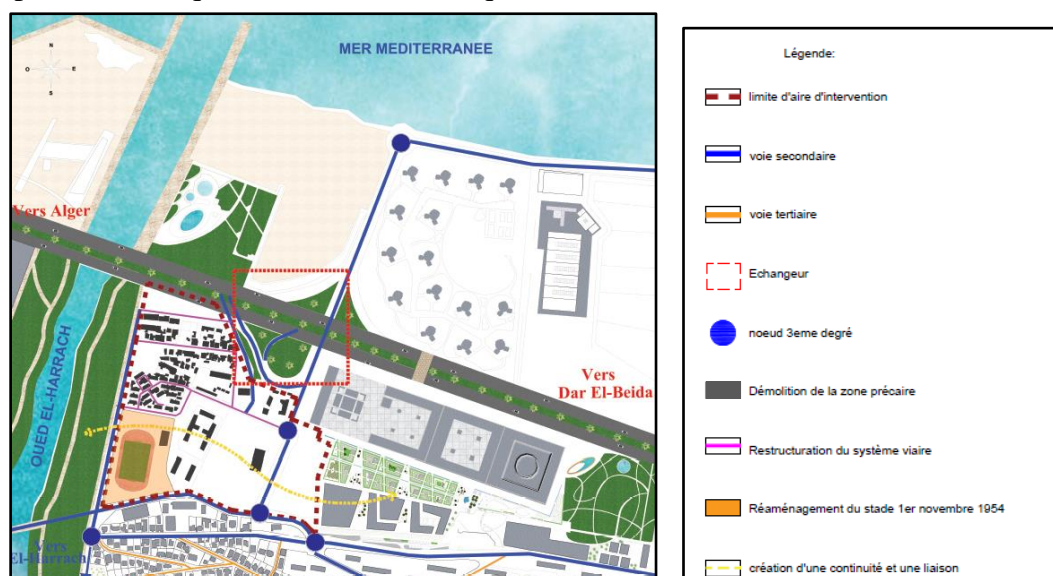 MER MEDITERRANEE
N
O
E
S
Vers Alger
OUED EL-HARRACH
Vers
Dar El-Beida
Vers
El-Harrach
Légende:
limite d'aire d'intervention
voie secondaire
voie tertiaire
Echangeur
noeud 3eme degré
Démolition de la zone précaire
Restructuration du système viaire
Réaménagement du stade 1er novembre 1954
création d'une continuité et une liaison